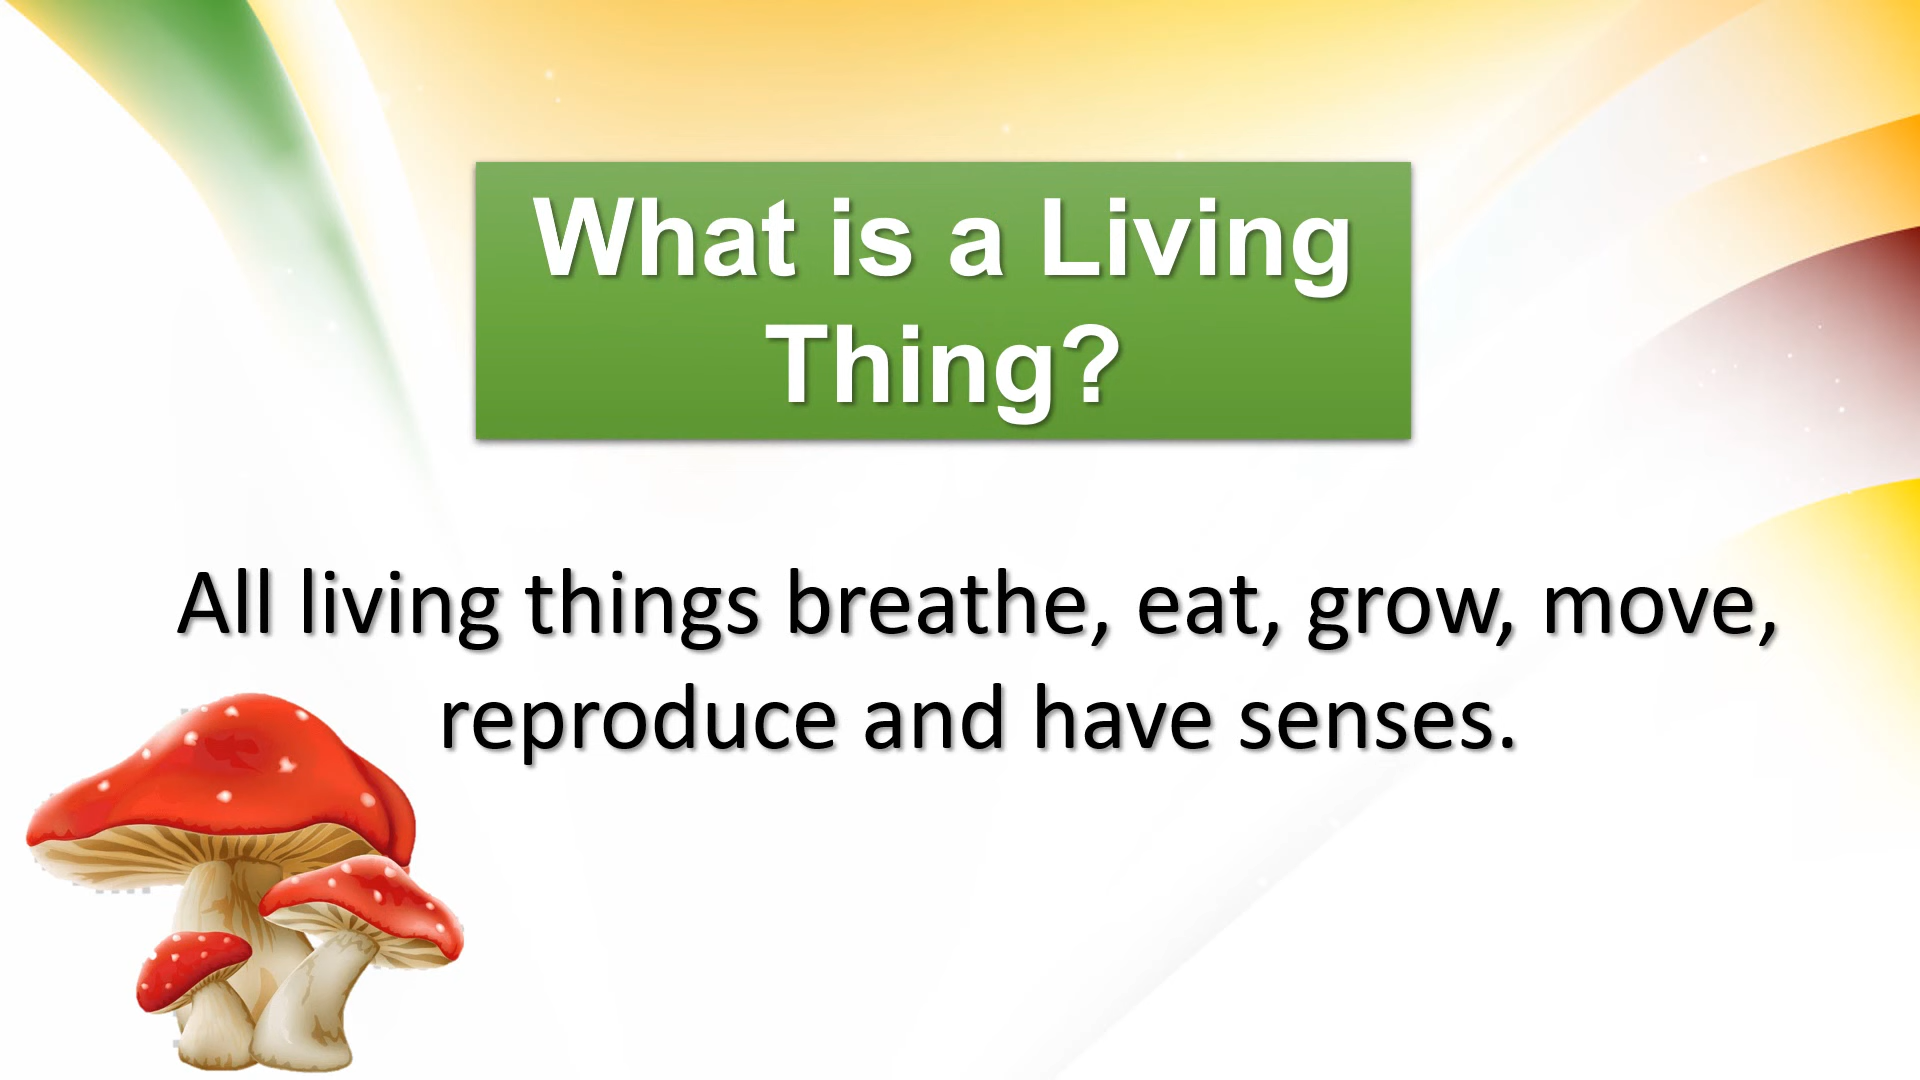 What is a Living
Thing?
All living things breathe, eat, grow, move,
reproduce and have senses.